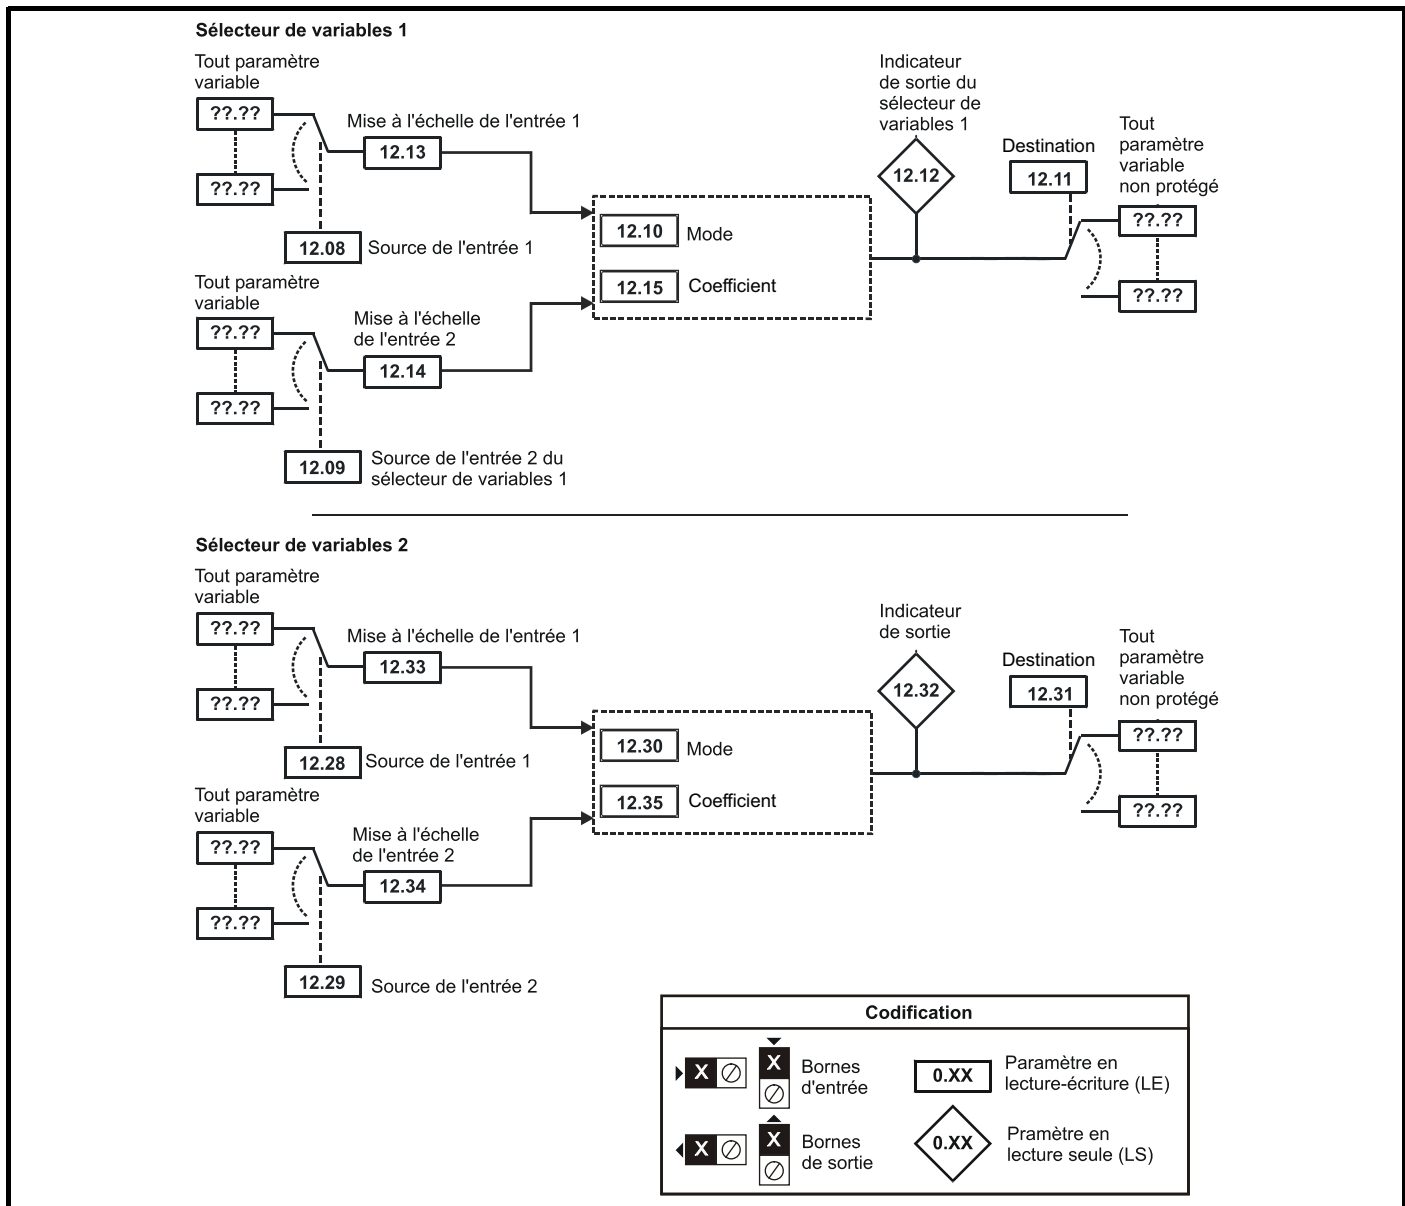 Sélecteur de variables 1
Tout paramètre
variable
??.??
??.??
Mise à l'échelle de l'entrée 1
12.13
12.08
Source de l'entrée 1
Tout paramètre
variable
??.??
??.??
Mise à l'échelle
de l'entrée 2
12.14
12.09
Source de l'entrée 2 du
sélecteur de variables 1
12.10
Mode
12.15
Coefficient
Indicateur
de sortie du
sélecteur de
variables 1
12.12
Destination
12.11
Tout
paramètre
variable
non protégé
??.??
??.??
Sélecteur de variables 2
Tout paramètre
variable
??.??
??.??
Mise à l'échelle de l'entrée 1
12.33
12.28
Source de l'entrée 1
Tout paramètre
variable
??.??
??.??
Mise à l'échelle
de l'entrée 2
12.34
12.29
Source de l'entrée 2
12.30
Mode
12.35
Coefficient
Indicateur
de sortie
12.32
Destination
12.31
Tout
paramètre
variable
non protégé
??.??
??.??
Codification
X
X
Bornes
d'entrée
0.XX
Paramètre en
lecture-écriture (LE)
X
X
Bornes
de sortie
0.XX
Pramètre en
lecture seule (LS)